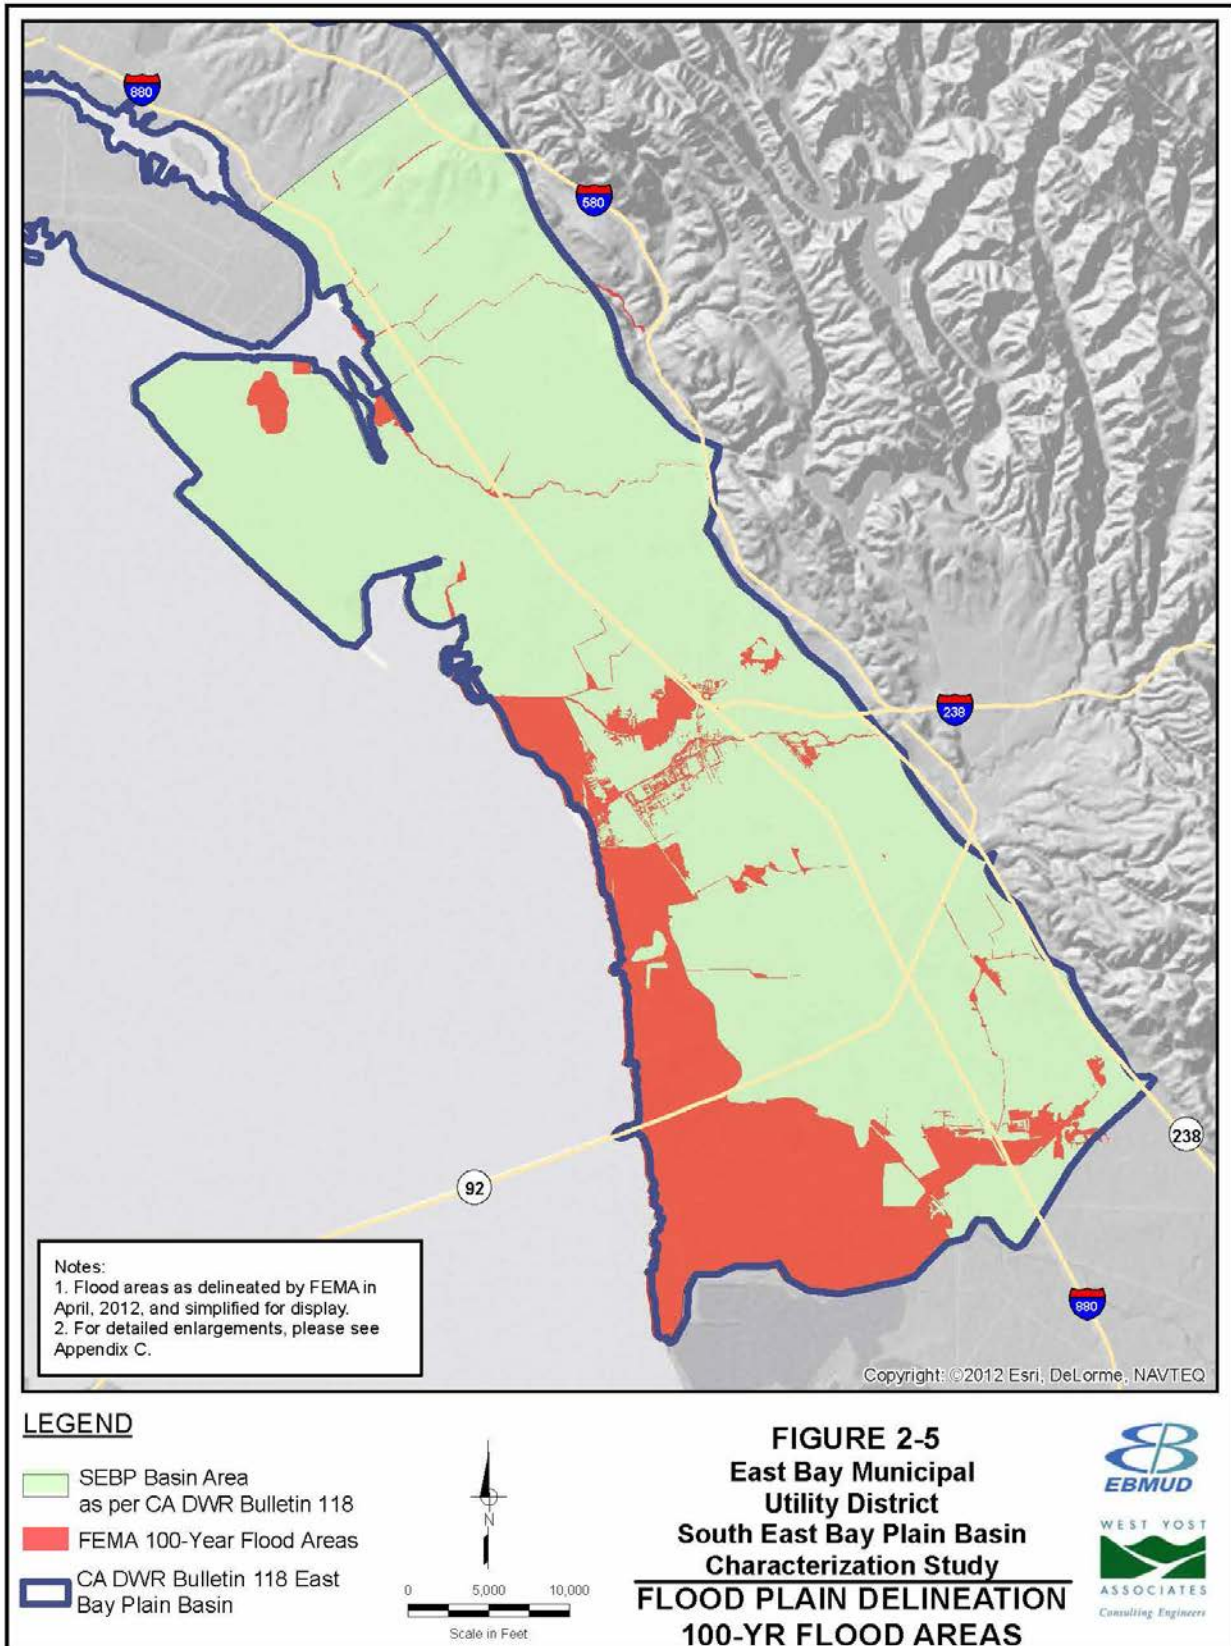 880
580
238
238
92
880
Notes:
1. Flood areas as delineated by FEMA in
April, 2012, and simplified for display.
2. For detailed enlargements, please see
Appendix C.
Copyright: ©2012 Esri, DeLorme, NAVTEQ
LEGEND
SEBP Basin Area
as per CA DWR Bulletin 118
FEMA 100-Year Flood Areas
CA DWR Bulletin 118 East
Bay Plain Basin
N
0 5,000 10,000
Scale in Feet
FIGURE 2-5
East Bay Municipal
Utility District
South East Bay Plain Basin
Characterization Study
FLOOD PLAIN DELINEATION
100-YR FLOOD AREAS
EBMUD
WEST YOST
ASSOCIATES
Consulting Engineers